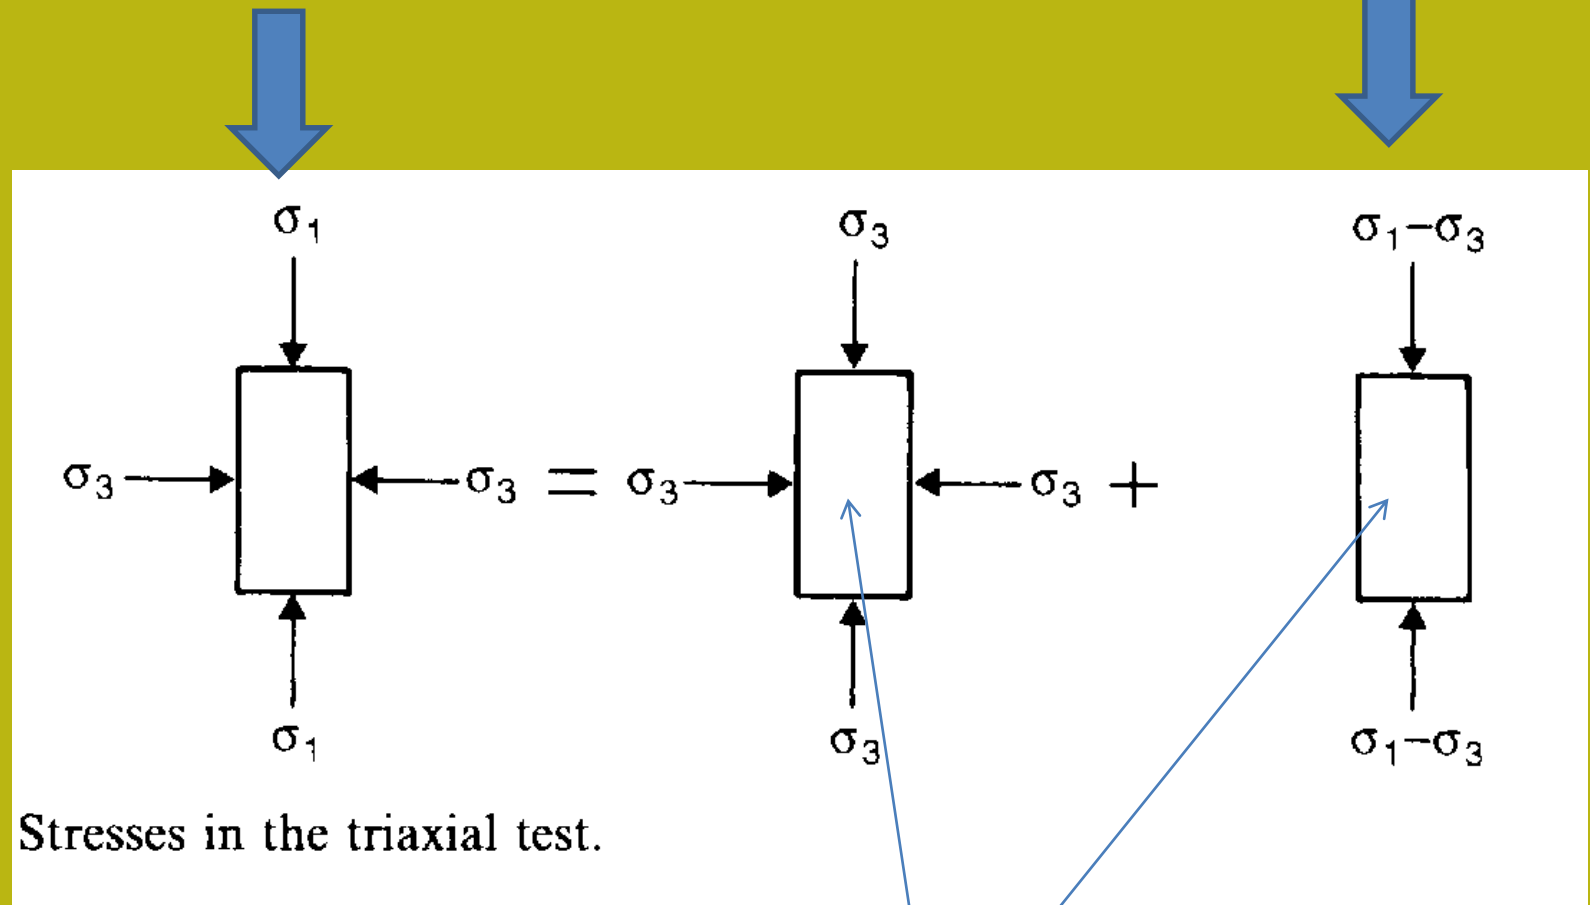 σ₁ σ₃ σ₁−σ₃
σ₃ σ₃ = σ₃ σ₃ +
σ₁ σ₃ σ₁−σ₃
Stresses in the triaxial test.